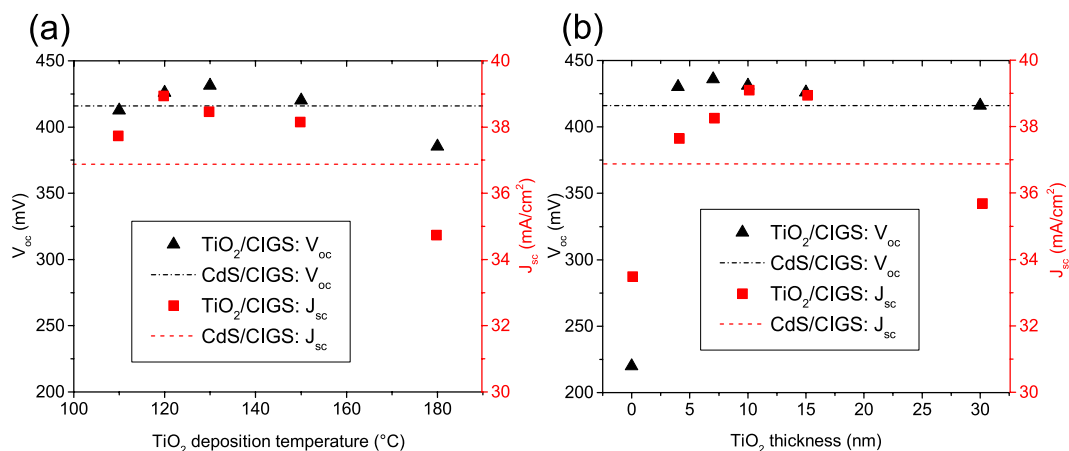 (a)
450
400
350
300
250
200
V_oc (mV)
40
38
36
34
32
30
J_sc (mA/cm²)
TiO₂/CIGS: V_oc
CdS/CIGS: V_oc
TiO₂/CIGS: J_sc
CdS/CIGS: J_sc
100 120 140 160 180
TiO₂ deposition temperature (°C)
(b)
450
400
350
300
250
200
V_oc (mV)
40
38
36
34
32
30
J_sc (mA/cm²)
TiO₂/CIGS: V_oc
CdS/CIGS: V_oc
TiO₂/CIGS: J_sc
CdS/CIGS: J_sc
0 5 10 15 20 25 30
TiO₂ thickness (nm)